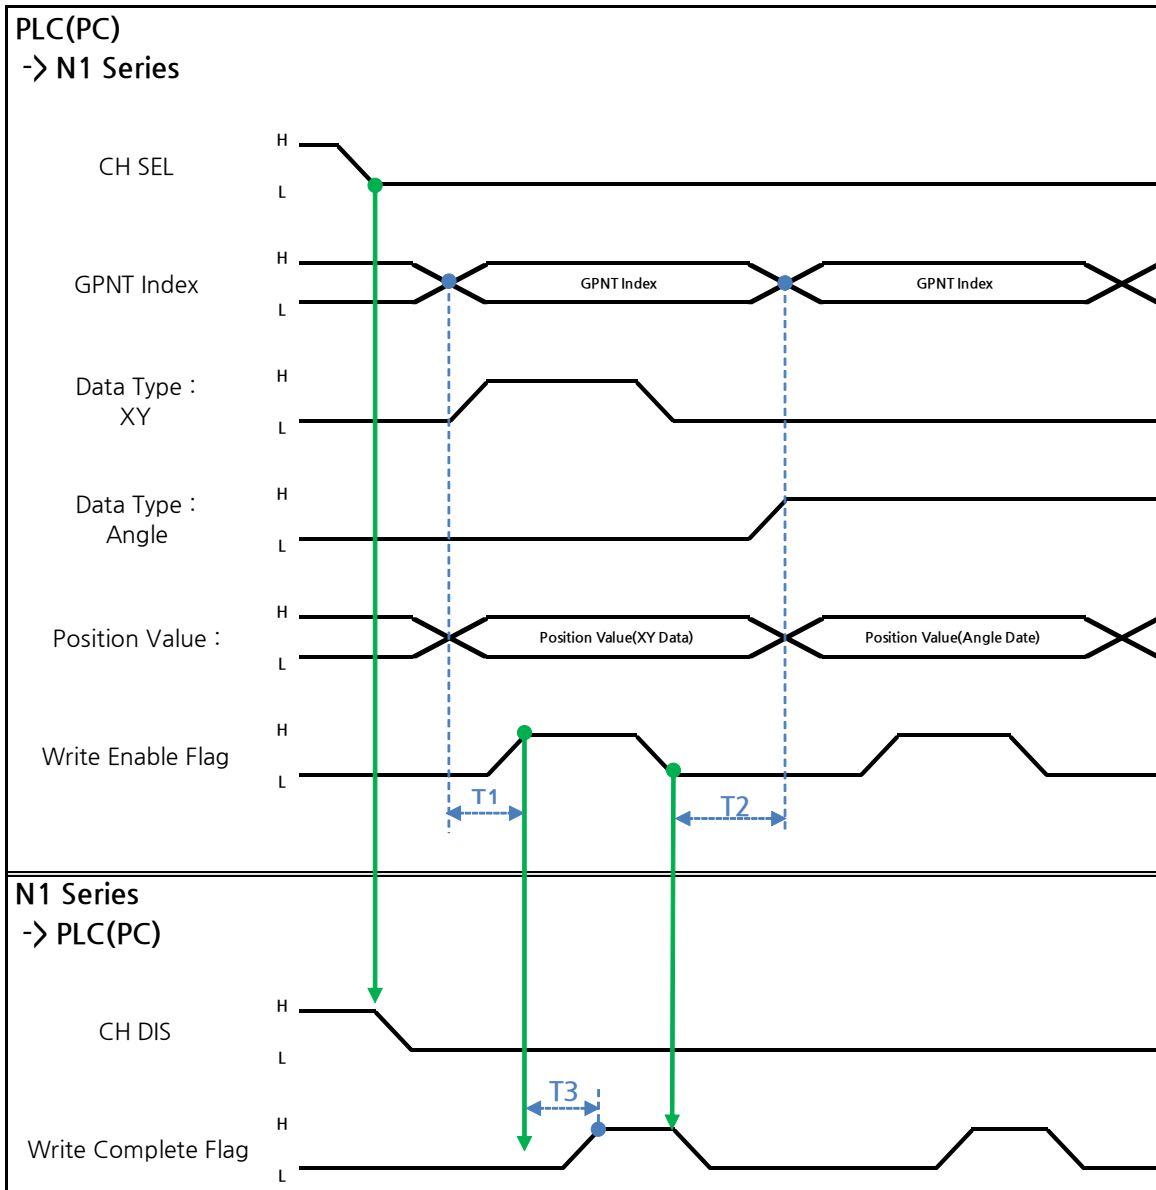 PLC(PC)
-> N1 Series
H
CH SEL
L
H
GPNT Index
GPNT Index
GPNT Index
L
H
Data Type :
XY
L
H
Data Type :
Angle
L
H
Position Value :
Position Value(XY Data)
Position Value(Angle Date)
L
H
Write Enable Flag
L
T1
T2
N1 Series
-> PLC(PC)
H
CH DIS
L
T3
H
Write Complete Flag
L